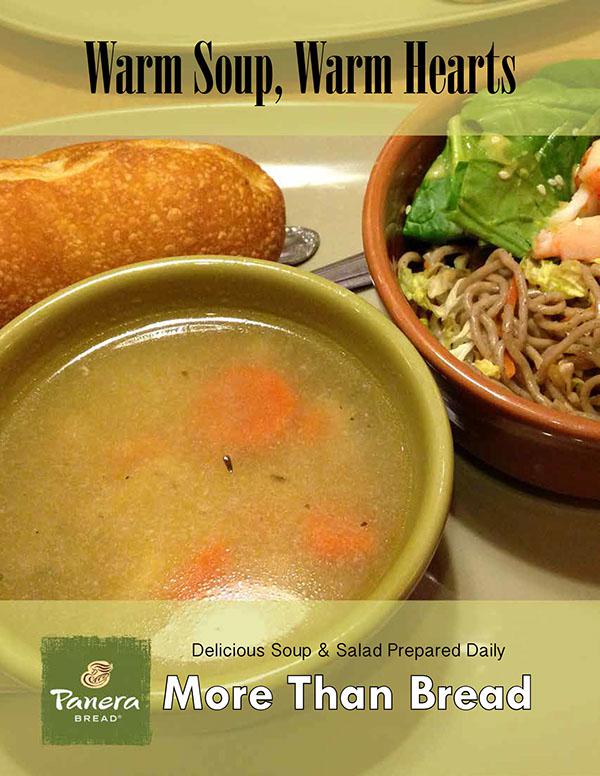 Warm Soup, Warm Hearts
Delicious Soup & Salad Prepared Daily
More Than Bread
Panera
BREAD®